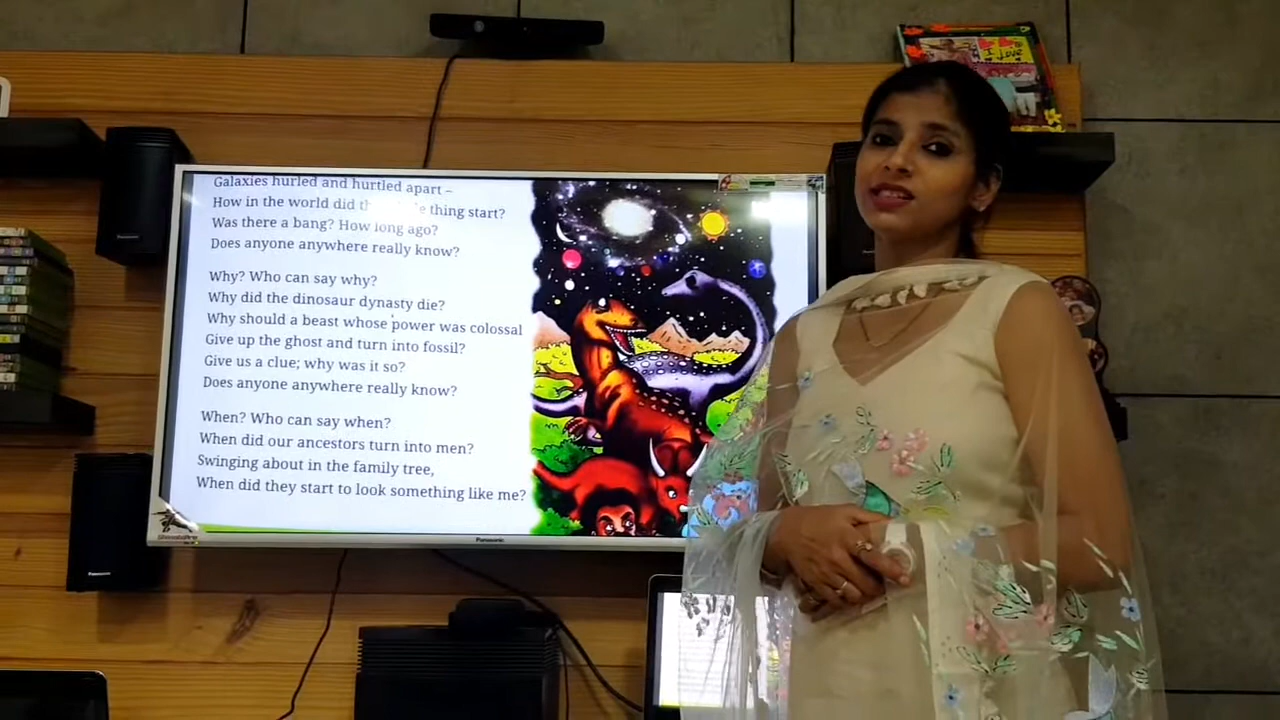 Galaxies hurled and hurtled apart –
How in the world did the whole thing start?
Was there a bang? How long ago?
Does anyone anywhere really know?
Why? Who can say why?
Why did the dinosaur dynasty die?
Why should a beast whose power was colossal
Give up the ghost and turn into fossil?
Give us a clue; why was it so?
Does anyone anywhere really know?
When? Who can say when?
When did our ancestors turn into men?
Swinging about in the family tree,
When did they start to look something like me?
Panasonic
I Love